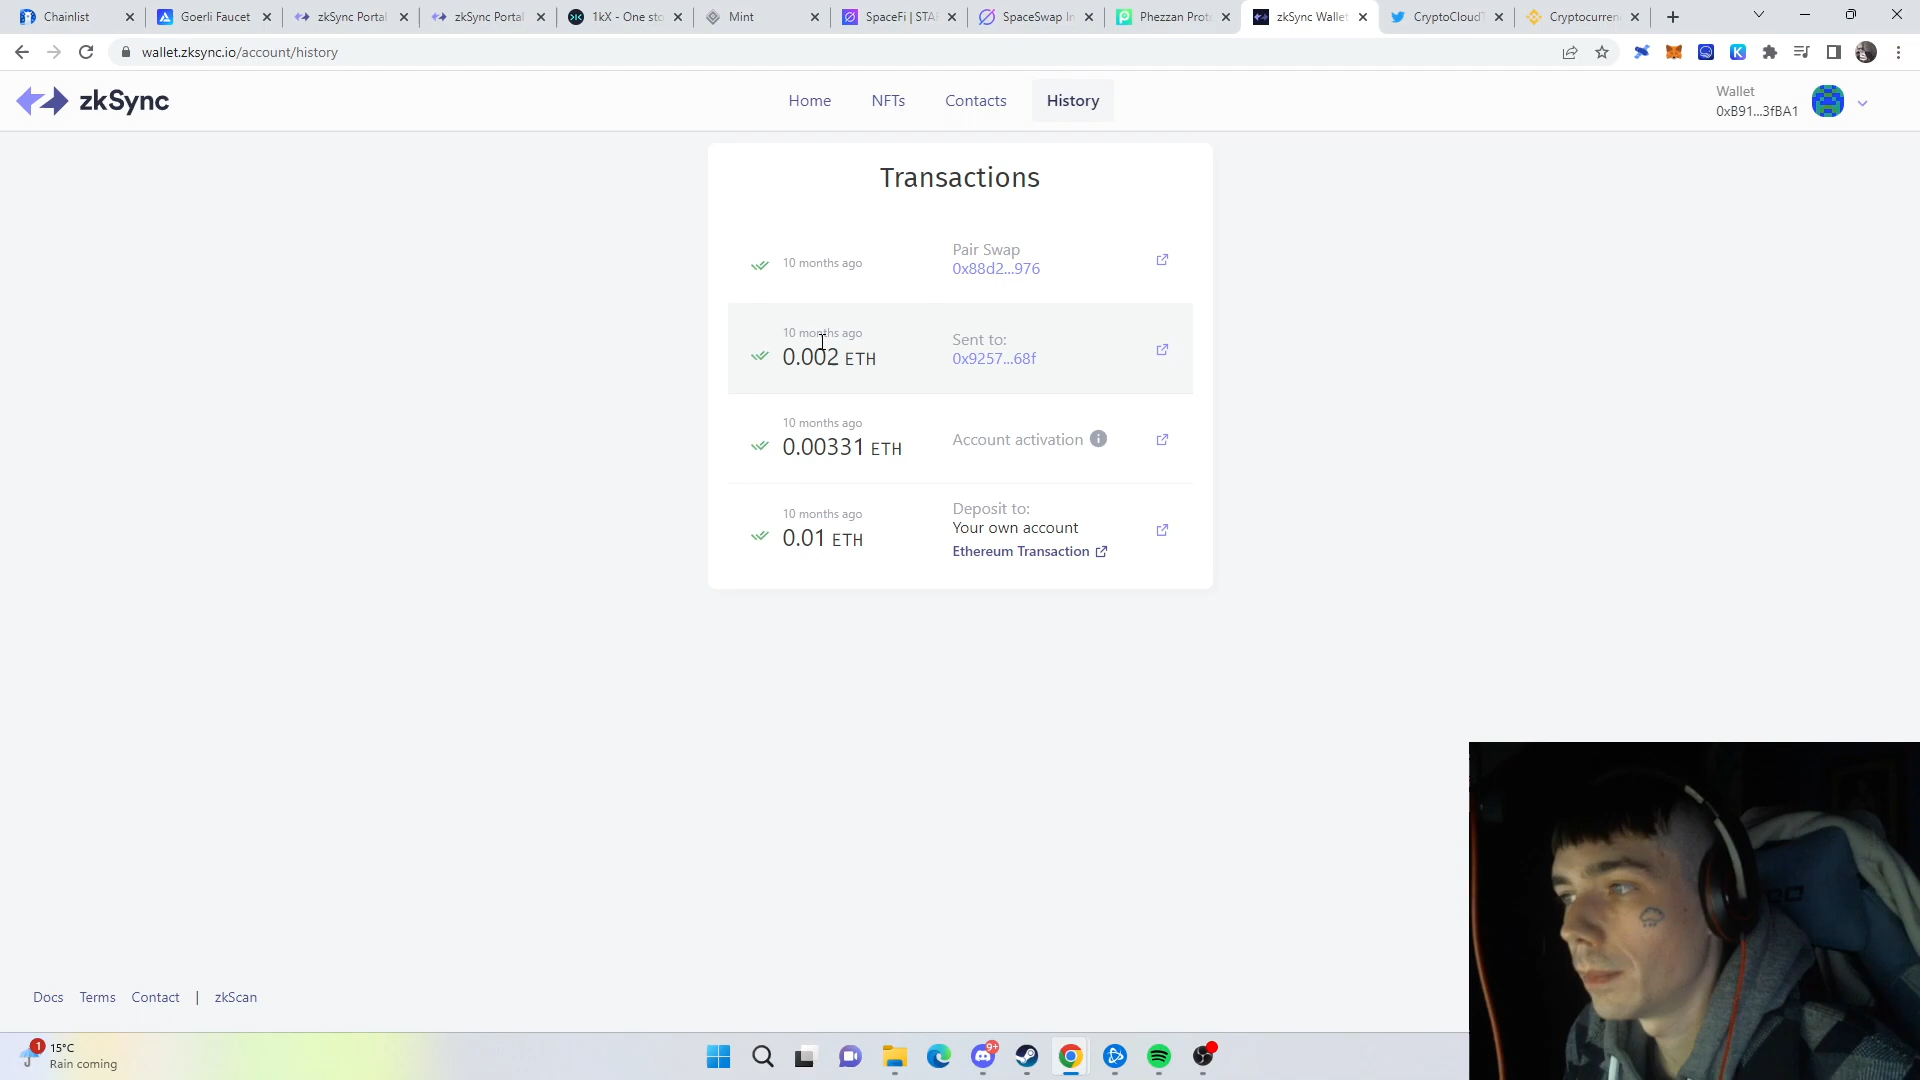 Chainlist
Goerli Faucet
zkSync Portal
zkSync Portal
1kX - One sto
Mint
SpaceFi | STA
SpaceSwap In
Phezzan Proto
zkSync Wallet
CryptoCloudT
Cryptocurren
wallet.zksync.io/account/history
zkSync
Home
NFTs
Contacts
History
Wallet
0xB91...3fBA1
Transactions
10 months ago
Pair Swap
0x88d2...976
10 months ago
0.002 ETH
Sent to:
0x9257...68f
10 months ago
0.00331 ETH
Account activation
10 months ago
0.01 ETH
Deposit to:
Your own account
Ethereum Transaction
Docs
Terms
Contact
|
zkScan
1
15°C
Rain coming
9+